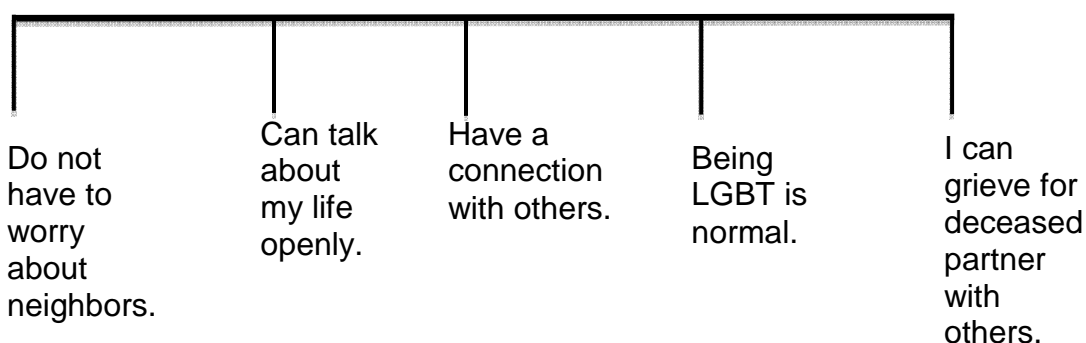 Do not
have to
worry
about
neighbors.
Can talk
about
my life
openly.
Have a
connection
with others.
Being
LGBT is
normal.
I can
grieve for
deceased
partner
with
others.